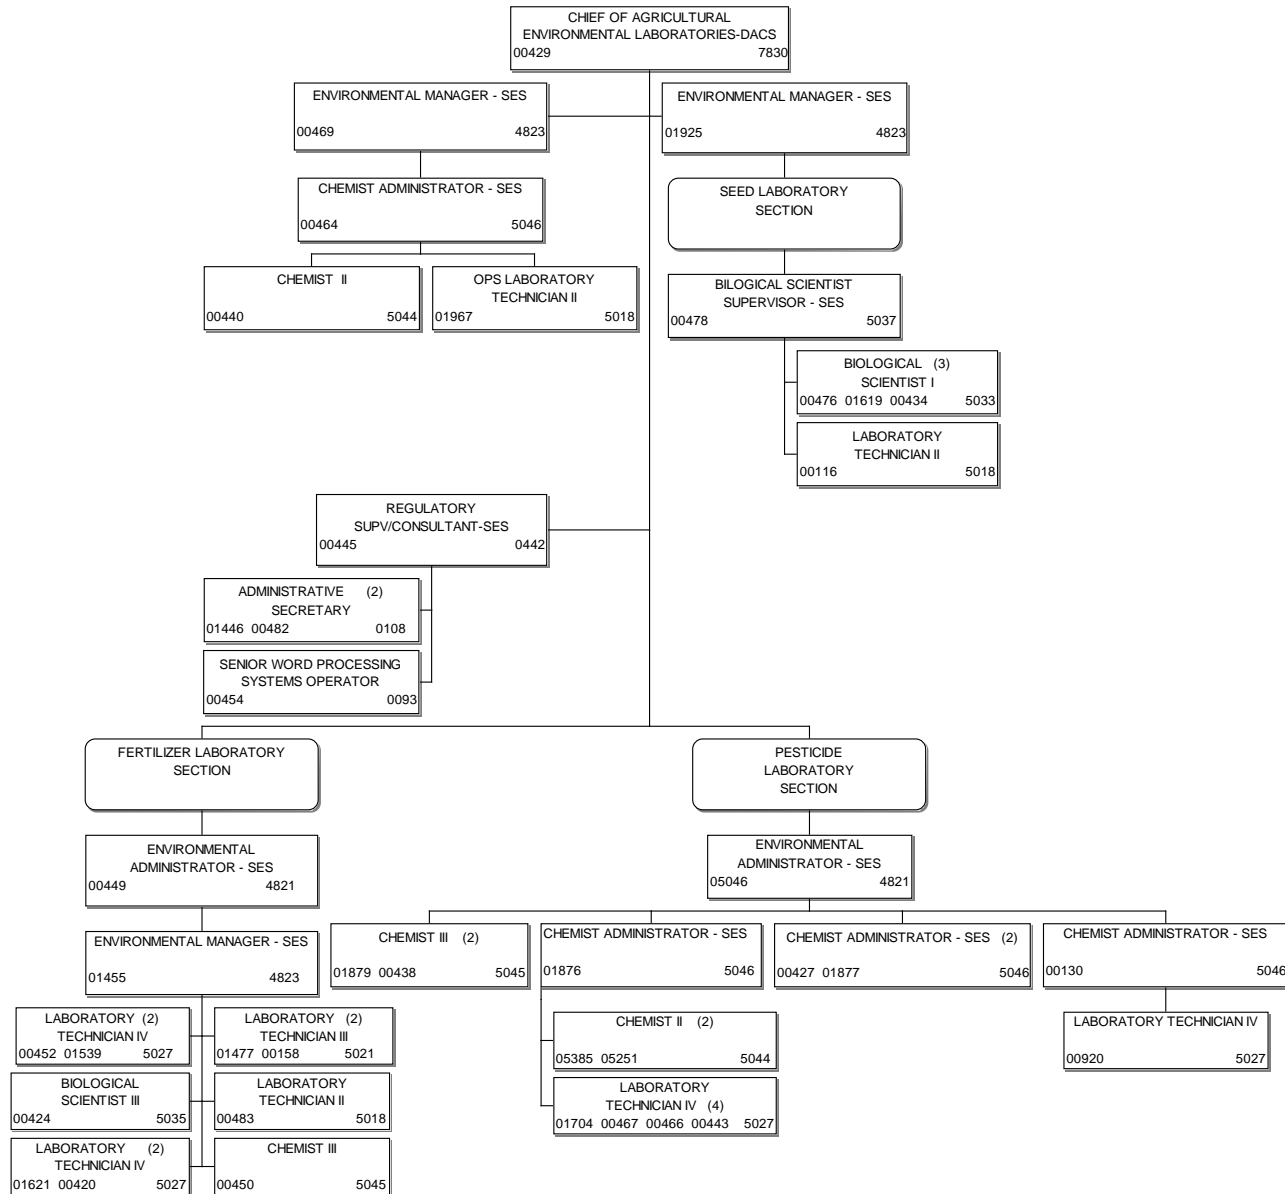 CHIEF OF AGRICULTURAL
ENVIRONMENTAL LABORATORIES-DACS
00429 7830
ENVIRONMENTAL MANAGER - SES
00469 4823
ENVIRONMENTAL MANAGER - SES
01925 4823
CHEMIST ADMINISTRATOR - SES
00464 5046
SEED LABORATORY
SECTION
CHEMIST II
00440 5044
OPS LABORATORY
TECHNICIAN II
01967 5018
BILOGICAL SCIENTIST
SUPERVISOR - SES
00478 5037
BIOLOGICAL (3)
SCIENTIST I
00476 01619 00434 5033
LABORATORY
TECHNICIAN II
00116 5018
REGULATORY
SUPV/CONSULTANT-SES
00445 0442
ADMINISTRATIVE (2)
SECRETARY
01446 00482 0108
SENIOR WORD PROCESSING
SYSTEMS OPERATOR
00454 0093
FERTILIZER LABORATORY
SECTION
PESTICIDE
LABORATORY
SECTION
ENVIRONMENTAL
ADMINISTRATOR - SES
00449 4821
ENVIRONMENTAL
ADMINISTRATOR - SES
05046 4821
ENVIRONMENTAL MANAGER - SES
01455 4823
CHEMIST III (2)
01879 00438 5045
CHEMIST ADMINISTRATOR - SES
01876 5046
CHEMIST ADMINISTRATOR - SES (2)
00427 01877 5046
CHEMIST ADMINISTRATOR - SES
00130 5046
LABORATORY (2)
TECHNICIAN IV
00452 01539 5027
LABORATORY (2)
TECHNICIAN III
01477 00158 5021
CHEMIST II (2)
05385 05251 5044
LABORATORY TECHNICIAN IV
00920 5027
BIOLOGICAL
SCIENTIST III
00424 5035
LABORATORY
TECHNICIAN II
00483 5018
LABORATORY
TECHNICIAN IV (4)
01704 00467 00466 00443 5027
LABORATORY (2)
TECHNICIAN IV
01621 00420 5027
CHEMIST III
00450 5045